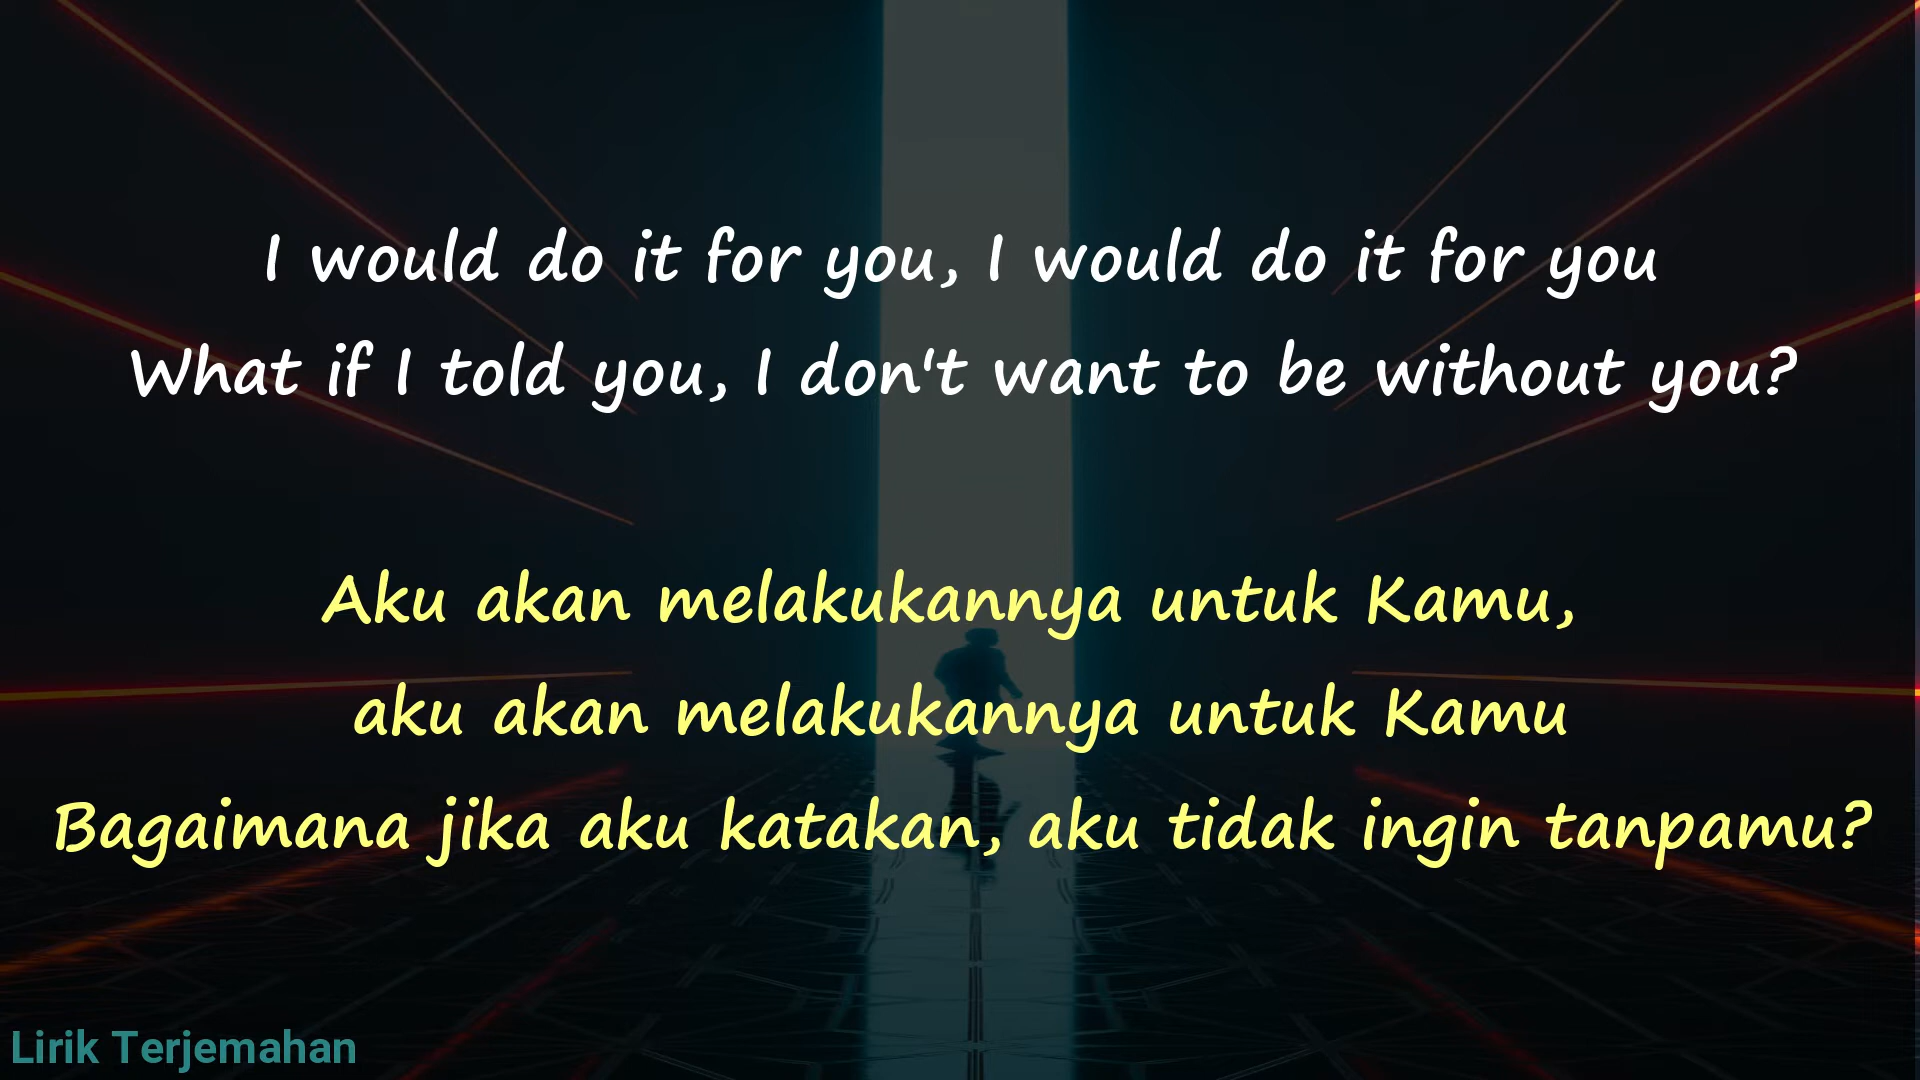 I would do it for you, I would do it for you
What if I told you, I don't want to be without you?
Aku akan melakukannya untuk Kamu,
aku akan melakukannya untuk Kamu
Bagaimana jika aku katakan, aku tidak ingin tanpamu?
Lirik Terjemahan